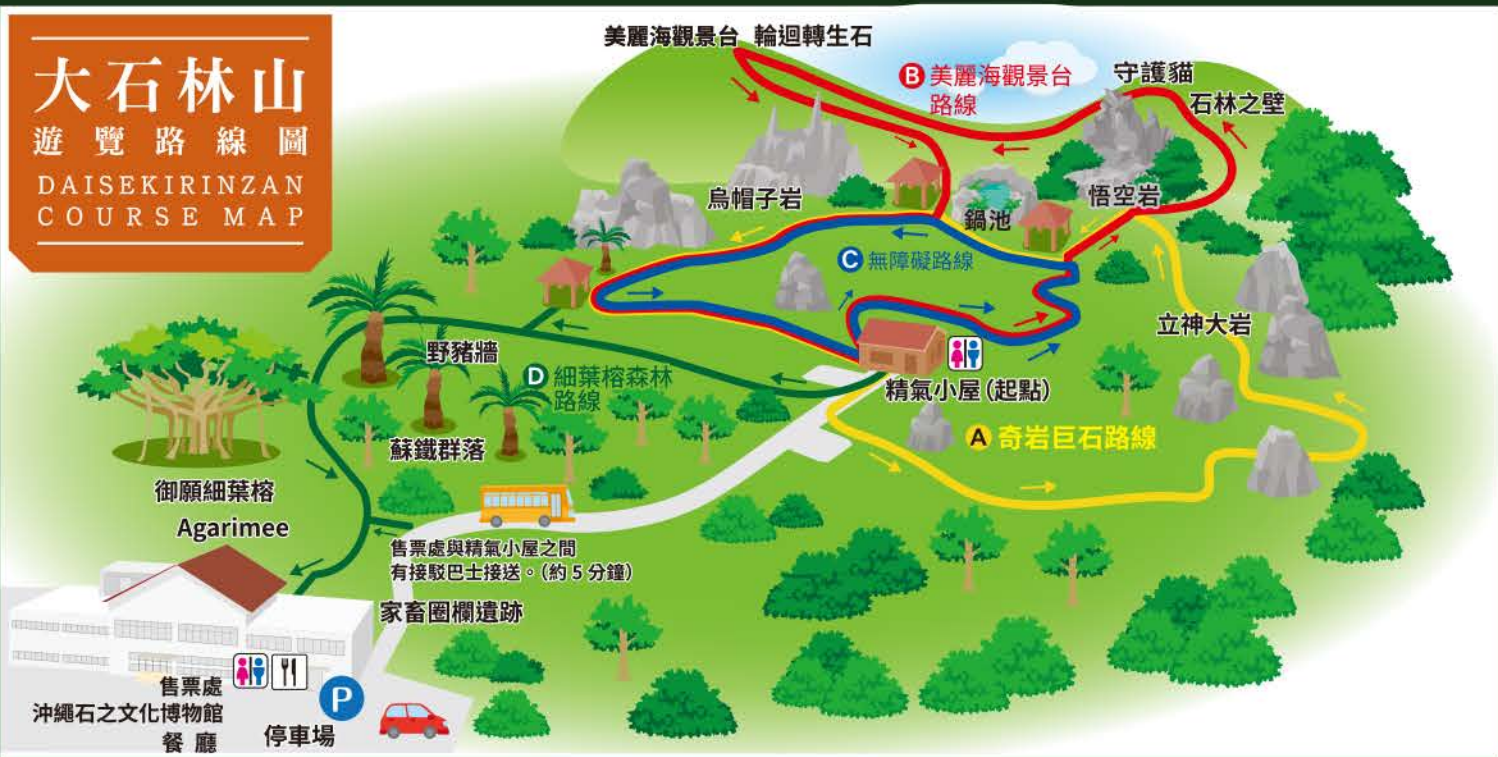 大石林山
遊覽路線圖
DAISEKIRINZAN
COURSE MAP
美麗海觀景台 輪迴轉生石
B 美麗海觀景台
路線
守護貓
石林之壁
烏帽子岩
鍋池
悟空岩
C 無障礙路線
立神大岩
野豬牆
D 細葉榕森林
路線
精氣小屋（起點）
A 奇岩巨石路線
蘇鐵群落
御願細葉榕
Agarimee
售票處與精氣小屋之間
有接駁巴士接送。（約 5 分鐘）
家畜圈欄遺跡
售票處
沖繩石之文化博物館
餐廳
P
停車場